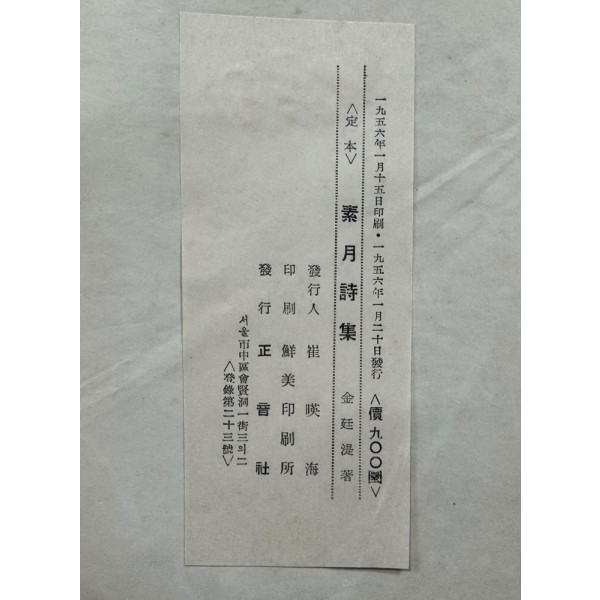 一九五六年一月十五日印刷・一九五六年一月二十日發行 〈價九〇〇圜〉
〈定本〉 素月詩集 金廷湜著
發行人 崔暎海
印刷 鮮美印刷所
發行 正音社
서울市中區會賢洞一街三의二
〈登錄第二十三號〉